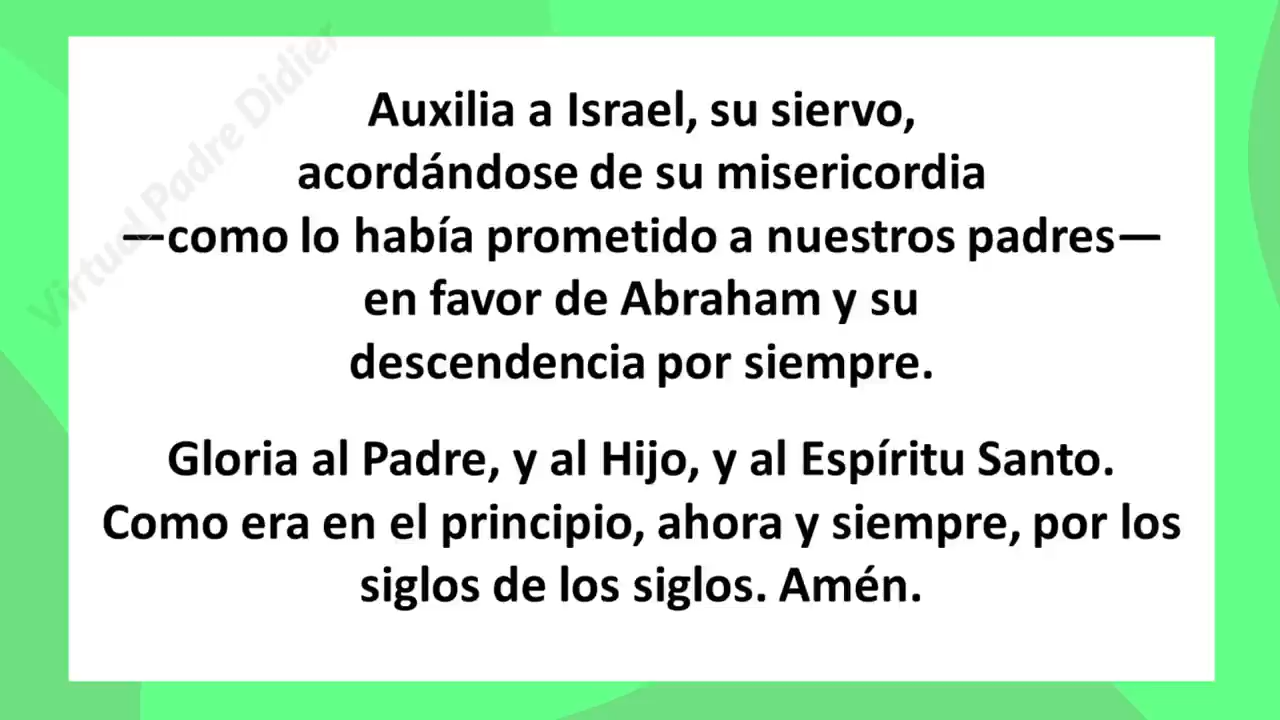 Virtual Padre Didier
Auxilia a Israel, su siervo,
acordándose de su misericordia
—como lo había prometido a nuestros padres—
en favor de Abraham y su
descendencia por siempre.
Gloria al Padre, y al Hijo, y al Espíritu Santo.
Como era en el principio, ahora y siempre, por los
siglos de los siglos. Amén.